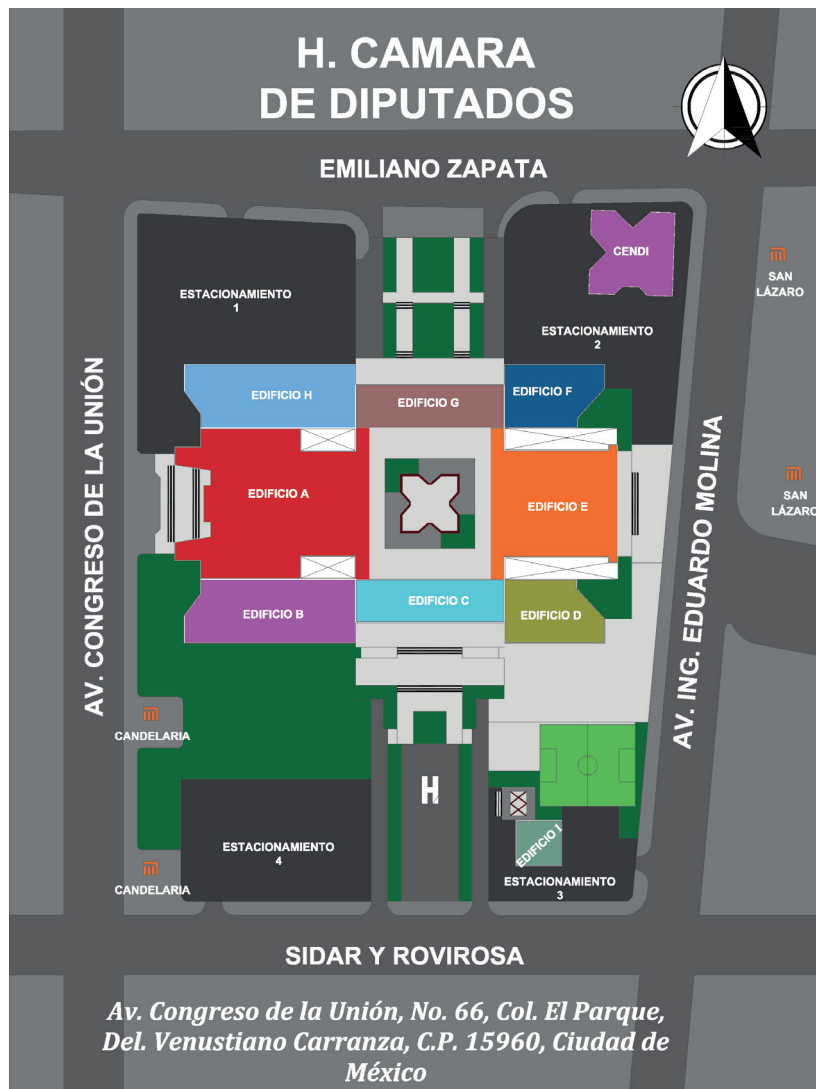 H. CAMARA
DE DIPUTADOS
EMILIANO ZAPATA
CENDI
SAN
LÁZARO
ESTACIONAMIENTO
1
ESTACIONAMIENTO
2
AV. CONGRESO DE LA UNIÓN
EDIFICIO H
EDIFICIO G
EDIFICIO F
EDIFICIO A
EDIFICIO E
SAN
LÁZARO
AV. ING. EDUARDO MOLINA
EDIFICIO B
EDIFICIO C
EDIFICIO D
CANDELARIA
H
EDIFICIO I
ESTACIONAMIENTO
4
ESTACIONAMIENTO
3
CANDELARIA
SIDAR Y ROVIROSA
Av. Congreso de la Unión, No. 66, Col. El Parque,
Del. Venustiano Carranza, C.P. 15960, Ciudad de
México